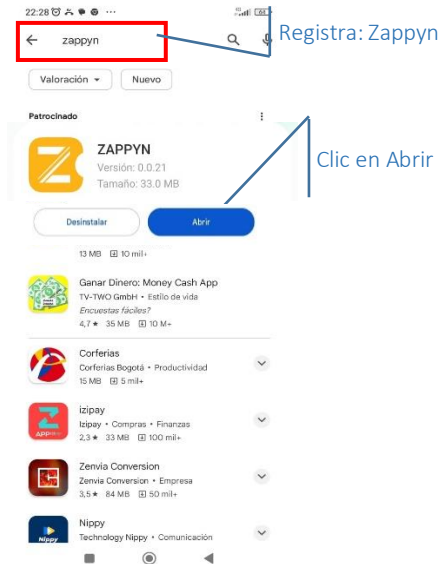 22:28
zappyn
Registra: Zappyn
Valoración
Nuevo
Patrocinado
ZAPPYN
Versión: 0.0.21
Tamaño: 33.0 MB
Clic en Abrir
Desinstalar
Abrir
13 MB 10 mil+
Ganar Dinero: Money Cash App
TV-TWO GmbH • Estilo de vida
Encuestas fáciles?
4,7 ★ 35 MB 10 M+
Corferias
Corferias Bogotá • Productividad
15 MB 5 mil+
izipay
Izipay • Compras • Finanzas
2,3 ★ 33 MB 100 mil+
Zenvia Conversion
Zenvia Conversion • Empresa
3,5 ★ 84 MB 50 mil+
Nippy
Technology Nippy • Comunicación